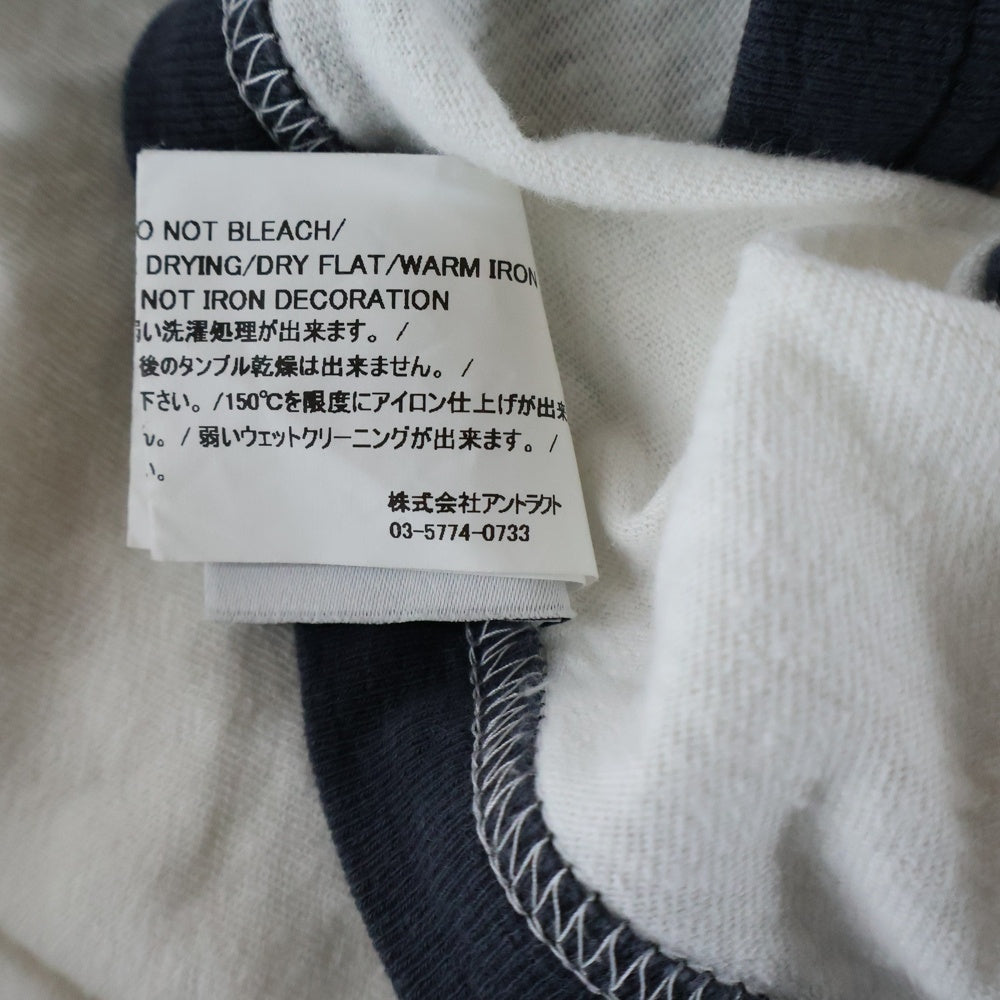 O NOT BLEACH/
DRYING/DRY FLAT/WARM IRON
NOT IRON DECORATION
い洗濯処理が出来ます。/
後のタンブル乾燥は出来ません。/
下さい。/150℃を限度にアイロン仕上げが出来
ん。/ 弱いウェットクリーニングが出来ます。/
い。
株式会社アントラクト
03-5774-0733